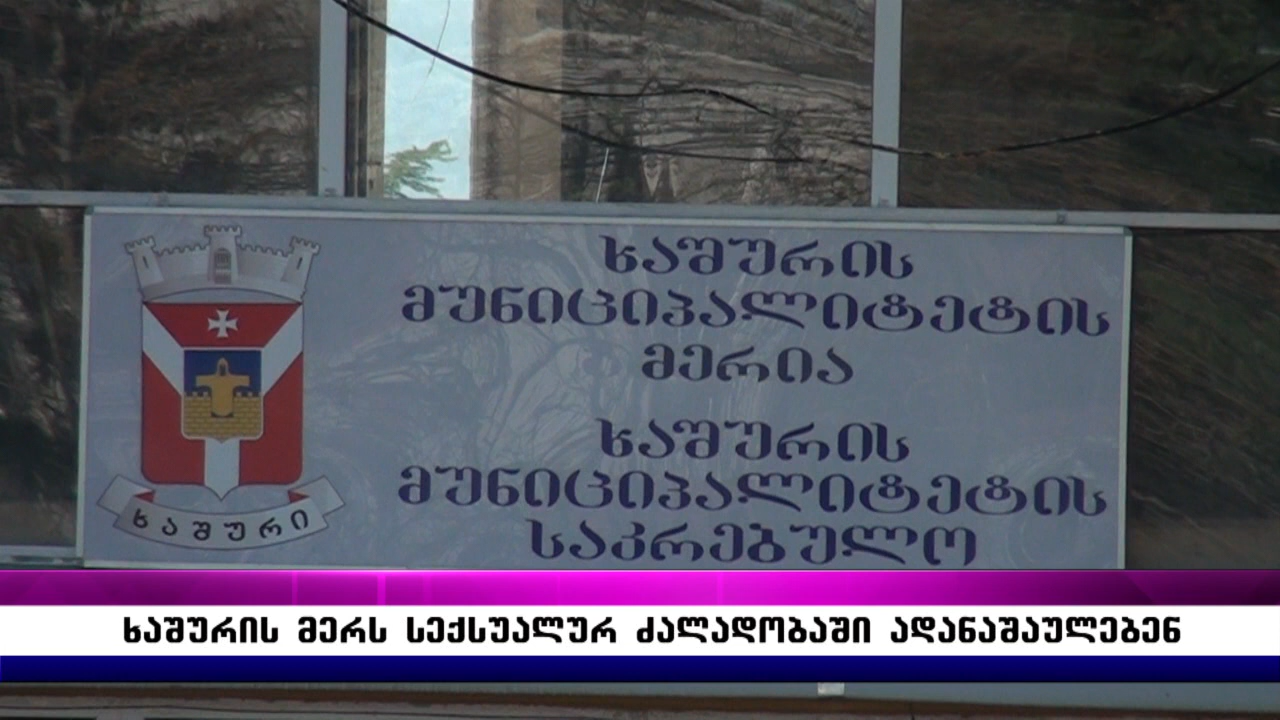 ხაშურის
მუნიციპალიტეტის
მერია
ხაშურის
მუნიციპალიტეტის
საკრებულო
ხაშური
ხაშურის მერს სექსუალურ ძალადობაში ადანაშაულებენ